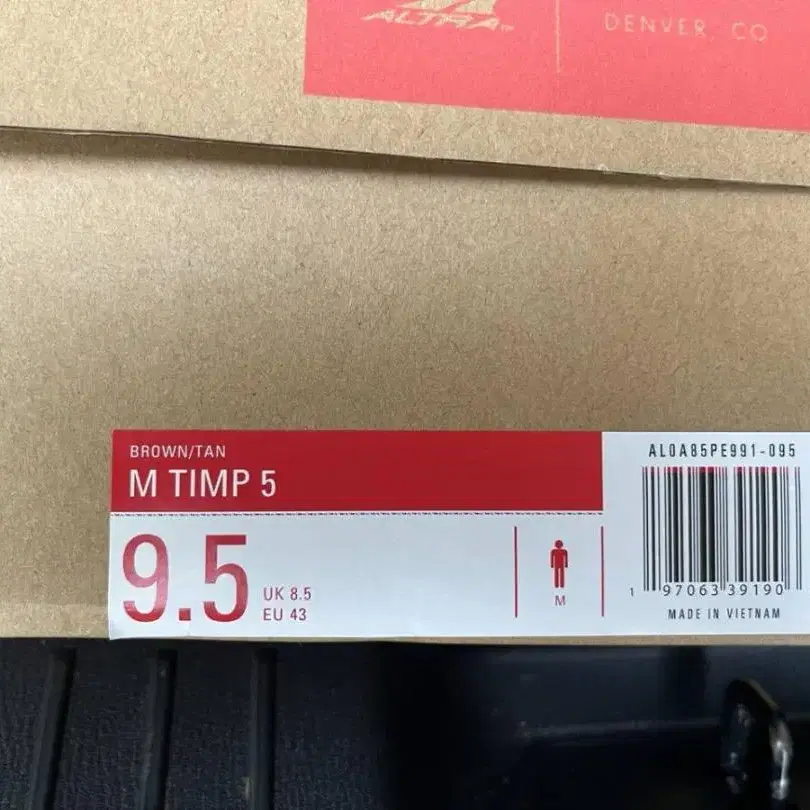 ALTRA
DENVER, CO
BROWN/TAN
M TIMP 5
9.5
UK 8.5
EU 43
M
AL0A85PE991-095
1 97063 39190
MADE IN VIETNAM